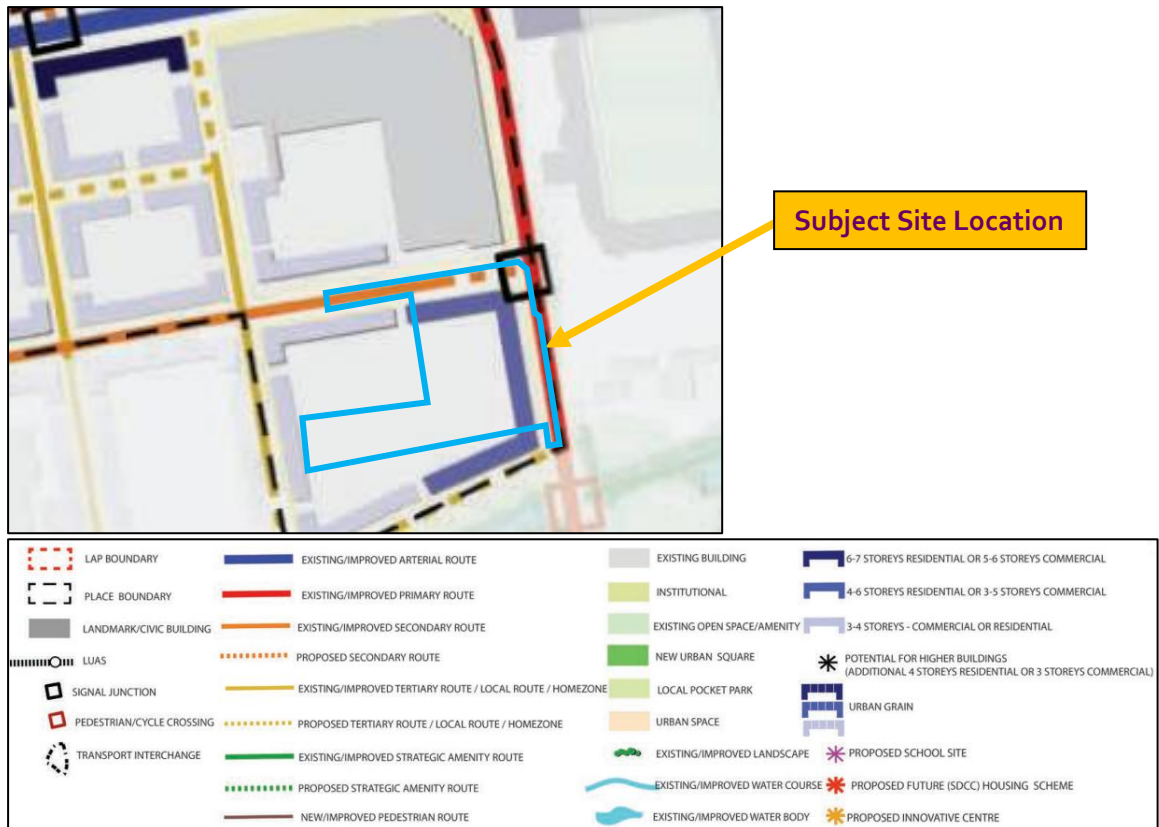 Subject Site Location
LAP BOUNDARY
PLACE BOUNDARY
LANDMARK/CIVIC BUILDING
LUAS
SIGNAL JUNCTION
PEDESTRIAN/CYCLE CROSSING
TRANSPORT INTERCHANGE
EXISTING/IMPROVED ARTERIAL ROUTE
EXISTING/IMPROVED PRIMARY ROUTE
EXISTING/IMPROVED SECONDARY ROUTE
PROPOSED SECONDARY ROUTE
EXISTING/IMPROVED TERTIARY ROUTE / LOCAL ROUTE / HOMEZONE
PROPOSED TERTIARY ROUTE / LOCAL ROUTE / HOMEZONE
EXISTING/IMPROVED STRATEGIC AMENITY ROUTE
PROPOSED STRATEGIC AMENITY ROUTE
NEW/IMPROVED PEDESTRIAN ROUTE
EXISTING BUILDING
INSTITUTIONAL
EXISTING OPEN SPACE/AMENITY
NEW URBAN SQUARE
LOCAL POCKET PARK
URBAN SPACE
EXISTING/IMPROVED LANDSCAPE
EXISTING/IMPROVED WATER COURSE
EXISTING/IMPROVED WATER BODY
6-7 STOREYS RESIDENTIAL OR 5-6 STOREYS COMMERCIAL
4-6 STOREYS RESIDENTIAL OR 3-5 STOREYS COMMERCIAL
3-4 STOREYS - COMMERCIAL OR RESIDENTIAL
POTENTIAL FOR HIGHER BUILDINGS
(ADDITIONAL 4 STOREYS RESIDENTIAL OR 3 STOREYS COMMERCIAL)
URBAN GRAIN
PROPOSED SCHOOL SITE
PROPOSED FUTURE (SDCC) HOUSING SCHEME
PROPOSED INNOVATIVE CENTRE